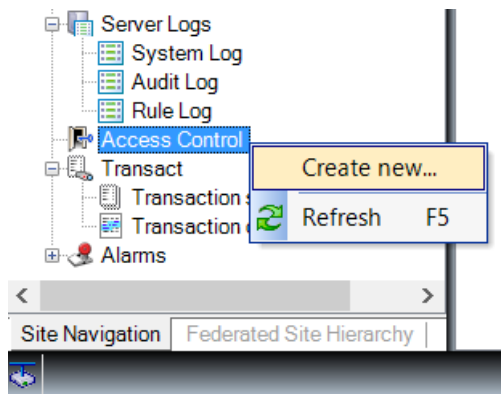 Server Logs
System Log
Audit Log
Rule Log
Access Control
Create new...
Transact
Transaction
Refresh F5
Transaction
Alarms
Site Navigation Federated Site Hierarchy